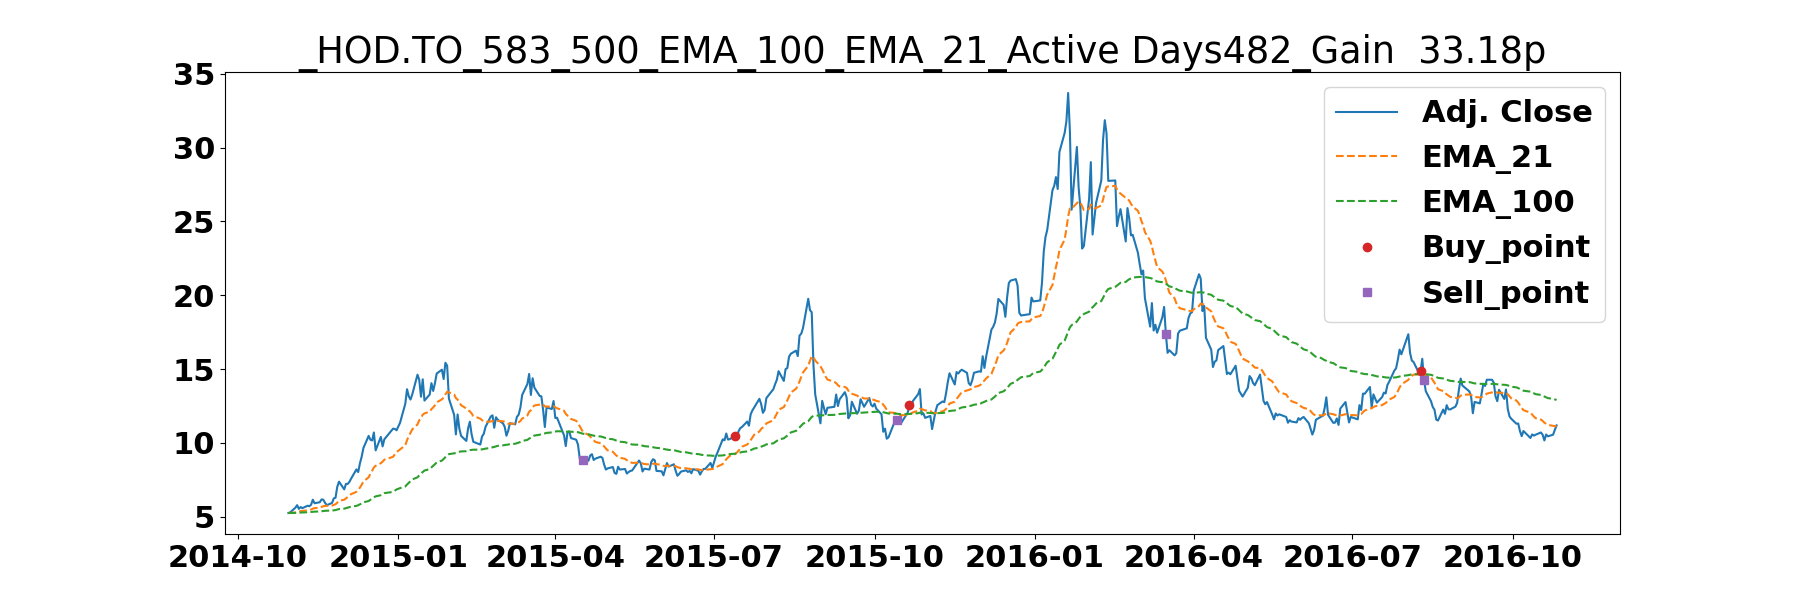 _HOD.TO_583_500_EMA_100_EMA_21_Active Days482_Gain  33.18p
35
30
25
20
15
10
5
Adj. Close
EMA_21
EMA_100
Buy_point
Sell_point
2014-10 2015-01 2015-04 2015-07 2015-10 2016-01 2016-04 2016-07 2016-10